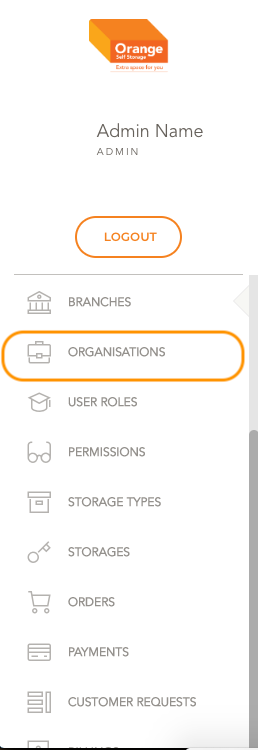 Orange
Self Storage
Extra space for you
Admin Name
ADMIN
LOGOUT
BRANCHES
ORGANISATIONS
USER ROLES
PERMISSIONS
STORAGE TYPES
STORAGES
ORDERS
PAYMENTS
CUSTOMER REQUESTS